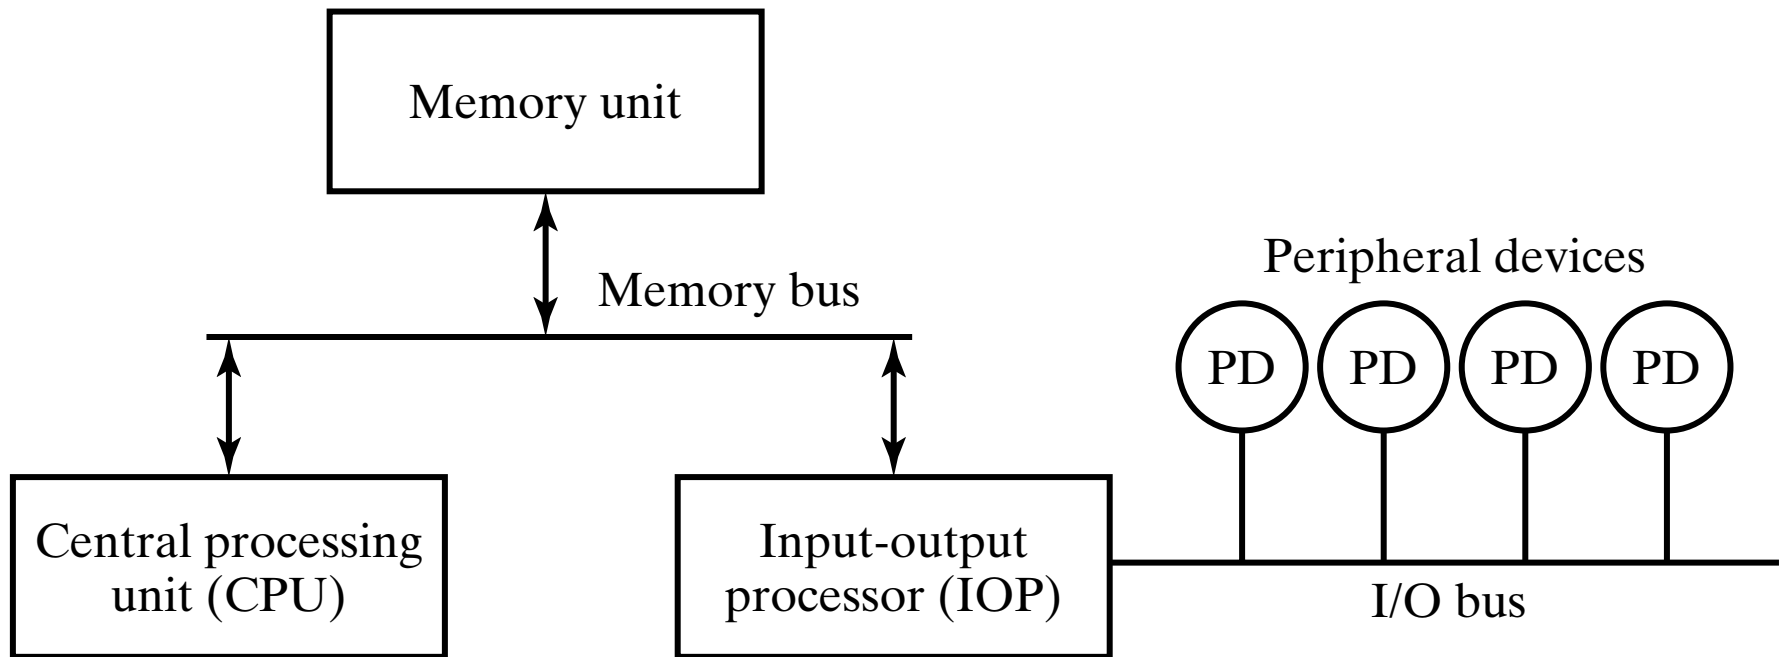 Memory unit
Memory bus
Peripheral devices
PD PD PD PD
Central processing
unit (CPU)
Input-output
processor (IOP)
I/O bus